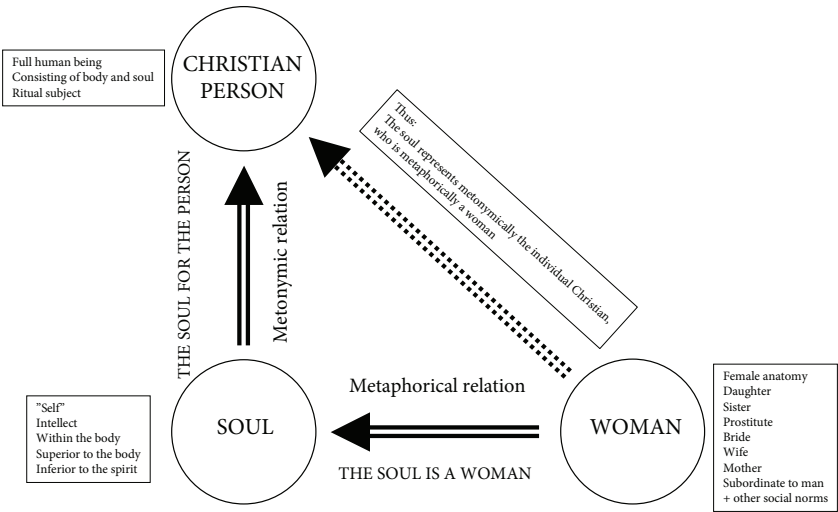 CHRISTIAN
PERSON
Full human being
Consisting of body and soul
Ritual subject
Thus:
The soul represents metonymically the individual Christian,
who is metaphorically a woman
THE SOUL FOR THE PERSON
Metonymic relation
”Self”
Intellect
Within the body
Superior to the body
Inferior to the spirit
SOUL
Metaphorical relation
THE SOUL IS A WOMAN
WOMAN
Female anatomy
Daughter
Sister
Prostitute
Bride
Wife
Mother
Subordinate to man
+ other social norms